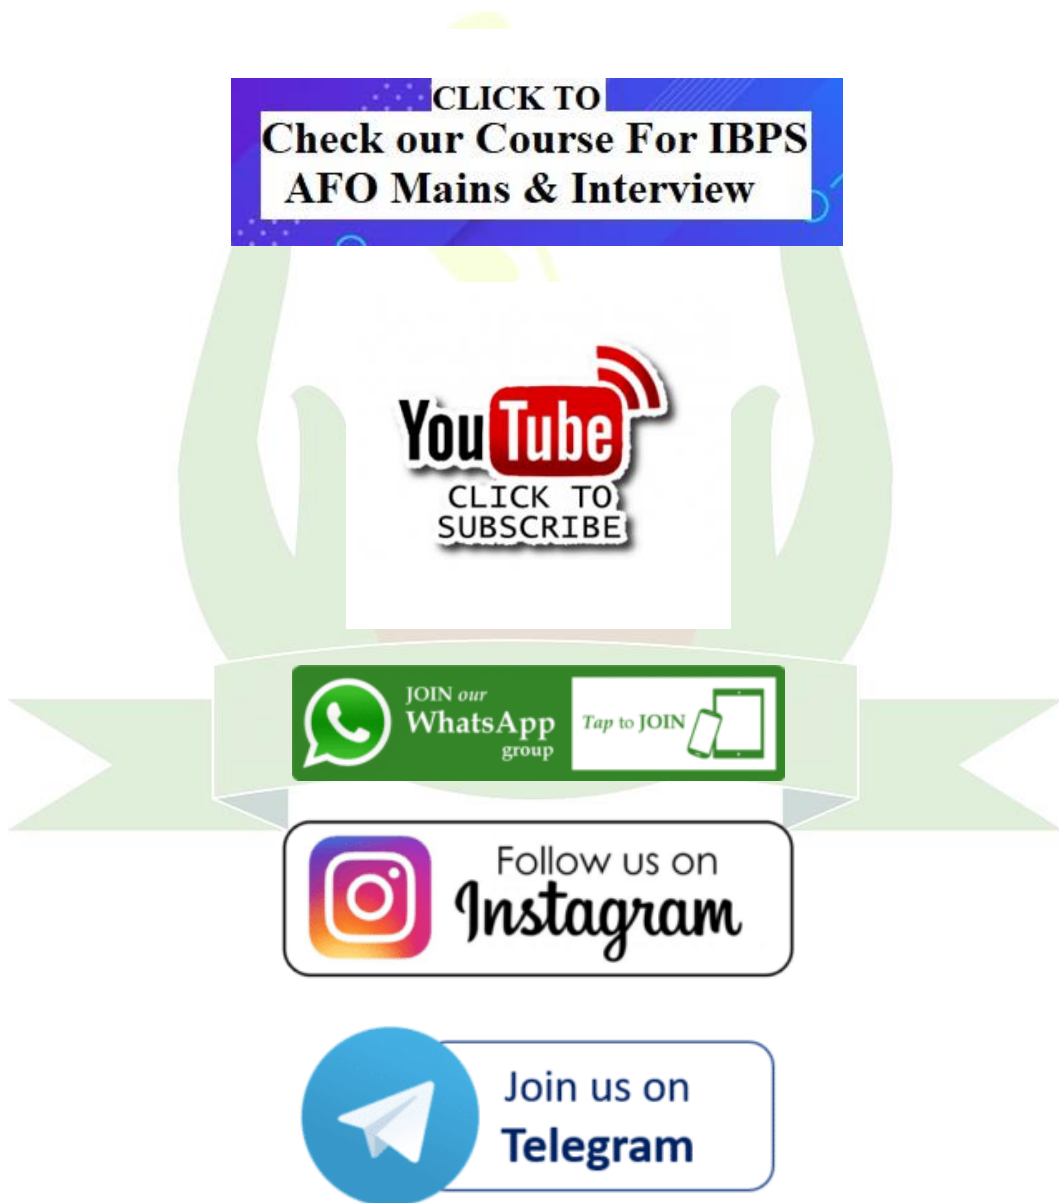 CLICK TO
Check our Course For IBPS
AFO Mains & Interview
YouTube
CLICK TO
SUBSCRIBE
JOIN our
WhatsApp
group
Tap to JOIN
Follow us on
Instagram
Join us on
Telegram